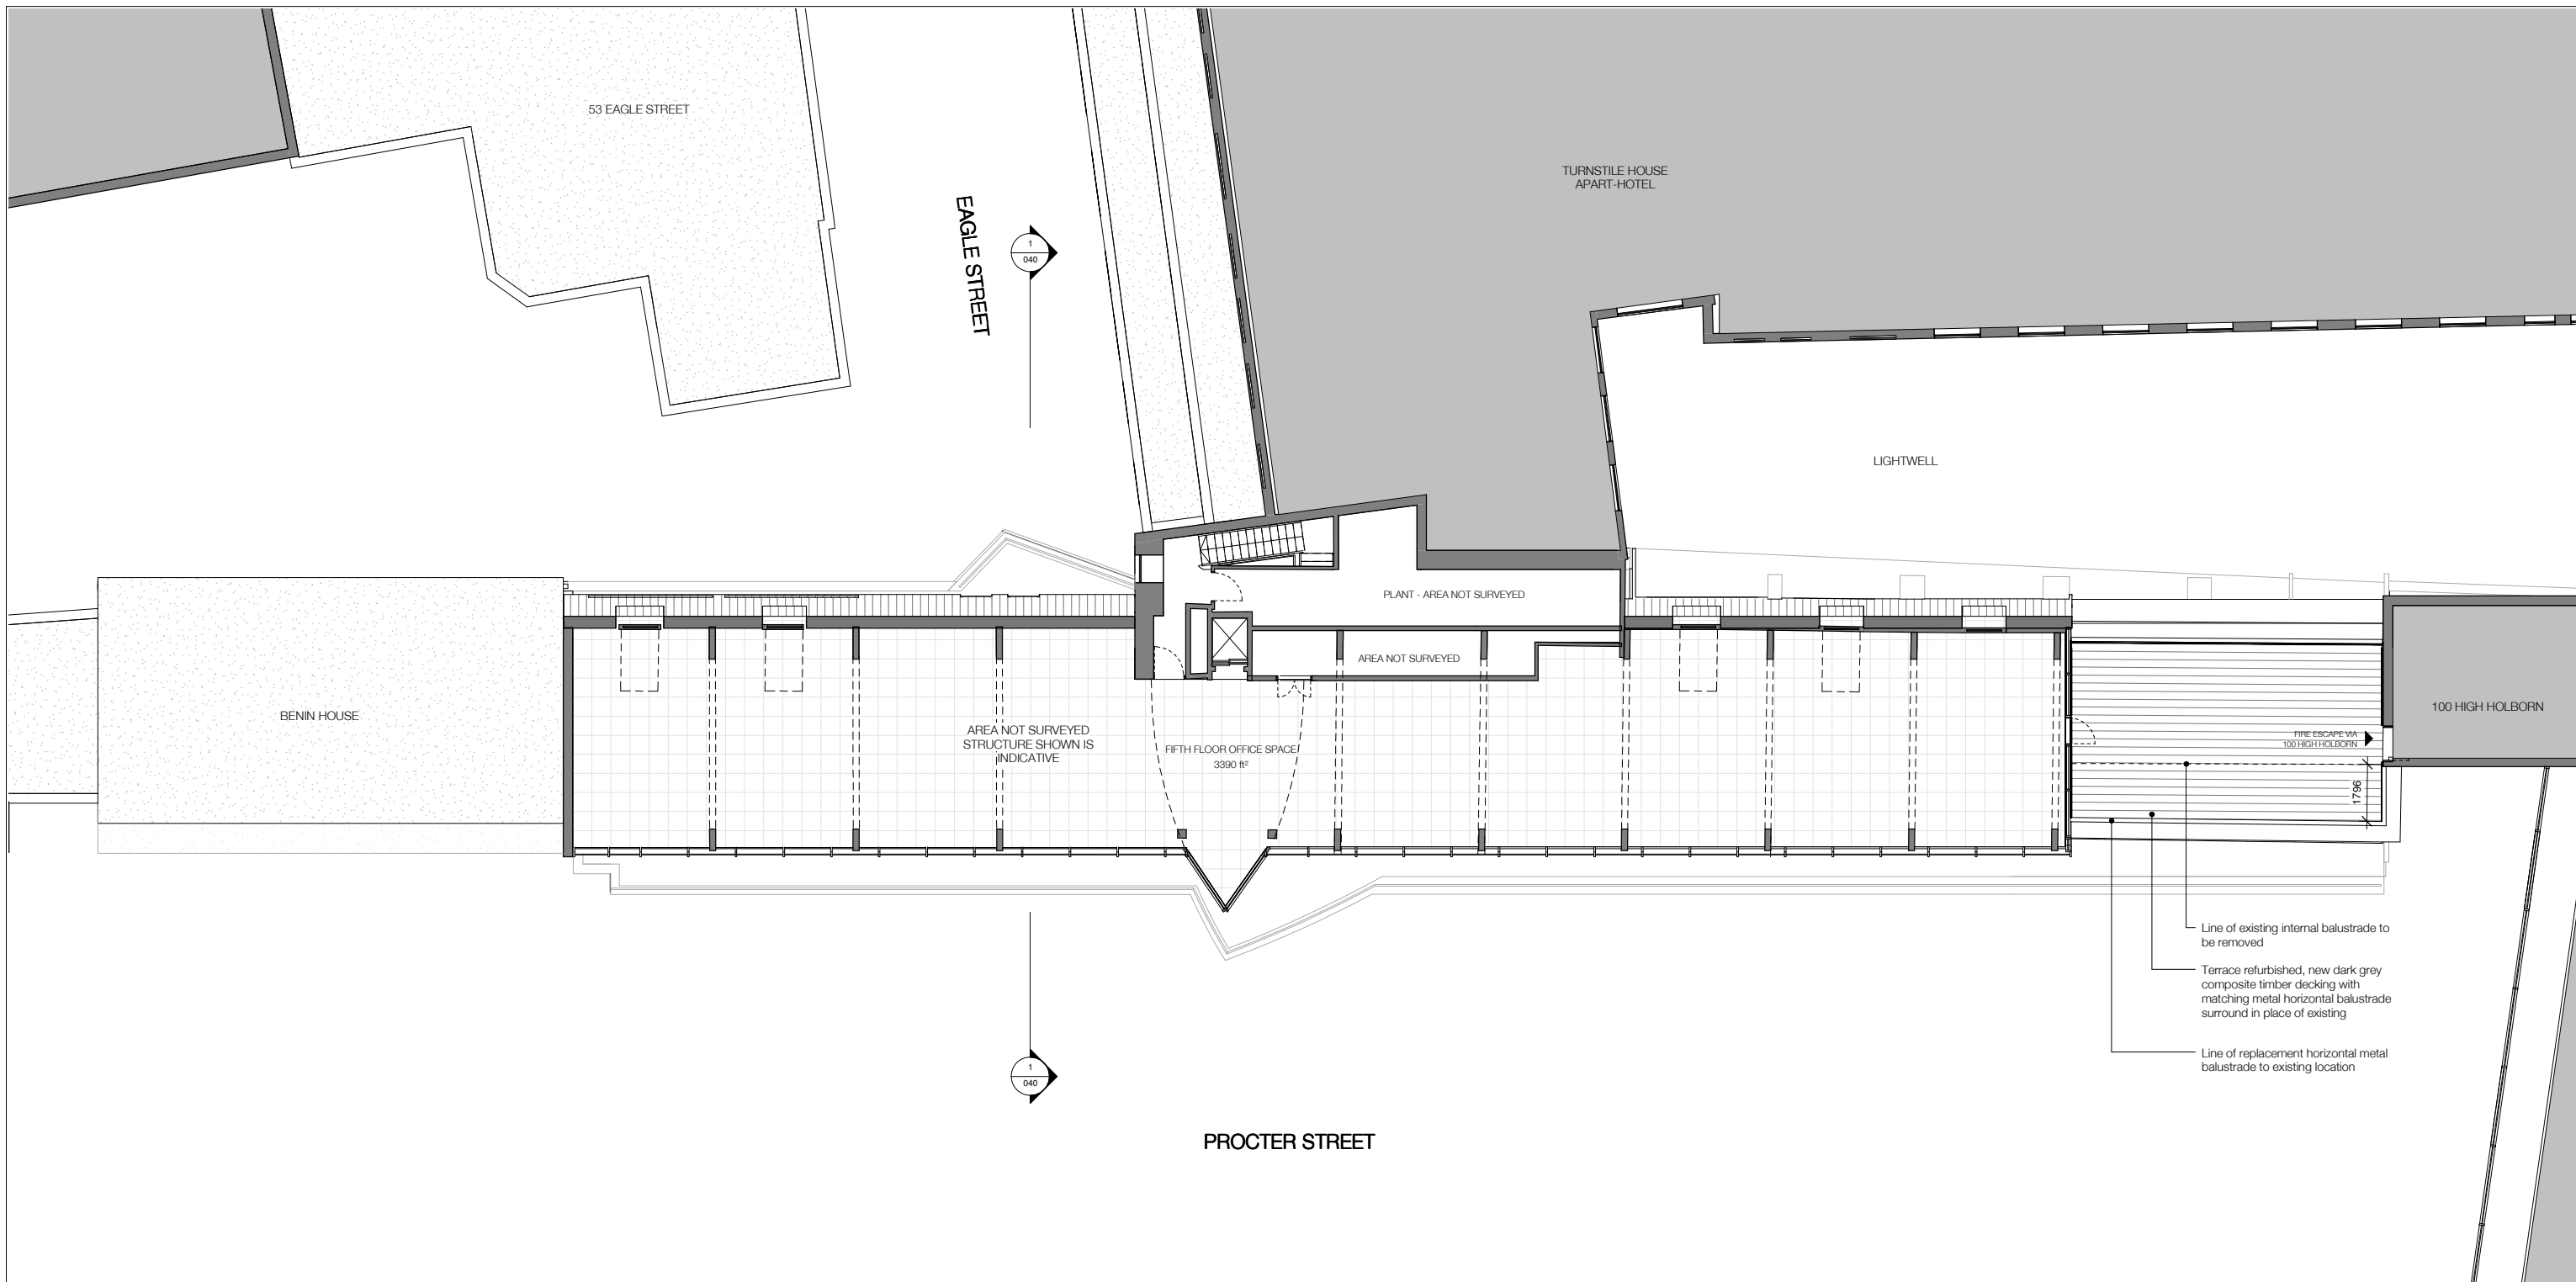 53 EAGLE STREET
TURNSTILE HOUSE
APART-HOTEL
EAGLE STREET
1
040
LIGHTWELL
PLANT - AREA NOT SURVEYED
AREA NOT SURVEYED
BENIN HOUSE
AREA NOT SURVEYED
STRUCTURE SHOWN IS
INDICATIVE
FIFTH FLOOR OFFICE SPACE
3390 ft²
100 HIGH HOLBORN
FIRE ESCAPE VIA
100 HIGH HOLBORN
1796
Line of existing internal balustrade to
be removed
Terrace refurbished, new dark grey
composite timber decking with
matching metal horizontal balustrade
surround in place of existing
Line of replacement horizontal metal
balustrade to existing location
1
040
PROCTER STREET